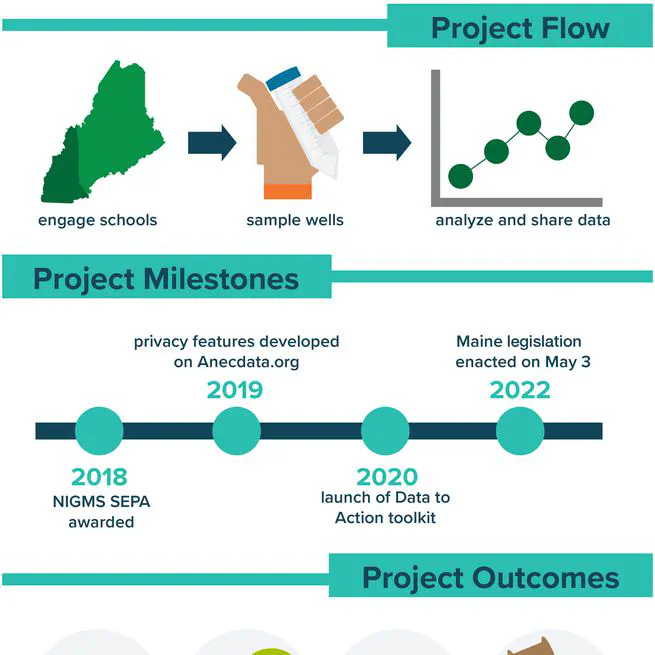 Project Flow
engage schools
sample wells
analyze and share data
Project Milestones
privacy features developed
on Anecdata.org
2019
Maine legislation
enacted on May 3
2022
2018
NIGMS SEPA
awarded
2020
launch of Data to
Action toolkit
Project Outcomes